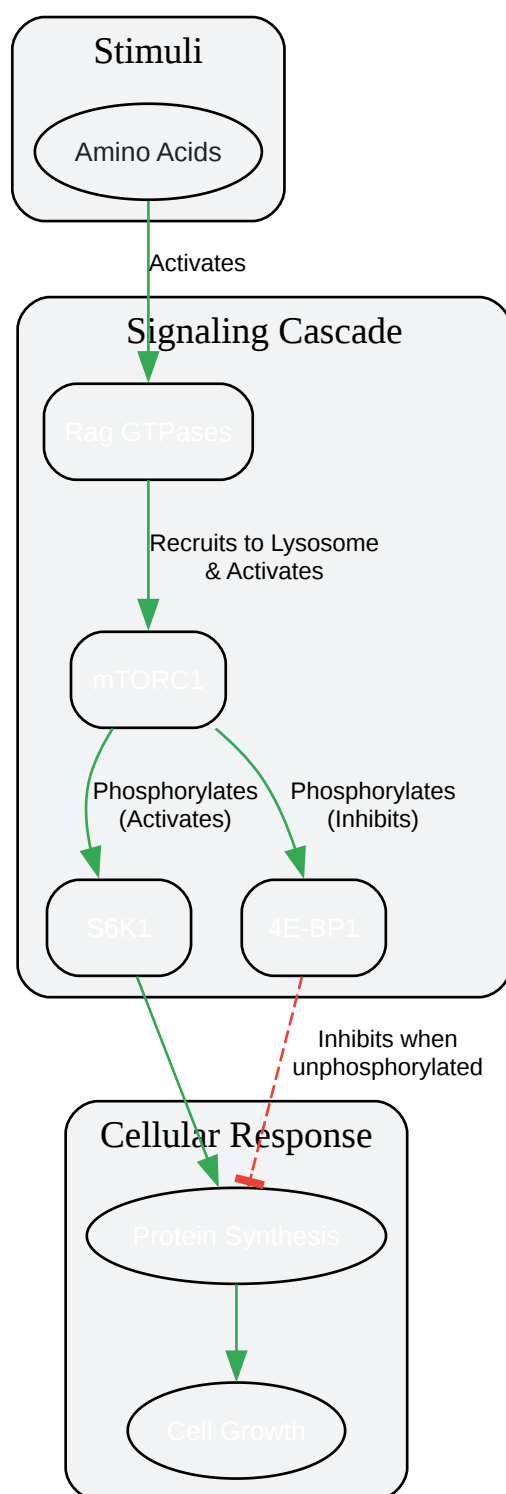 Stimuli
Amino Acids
Activates
Signaling Cascade
Rag GTPases
Recruits to Lysosome
& Activates
mTORC1
Phosphorylates
(Activates)
Phosphorylates
(Inhibits)
S6K1
4E-BP1
Inhibits when
unphosphorylated
Cellular Response
Protein Synthesis
Cell Growth